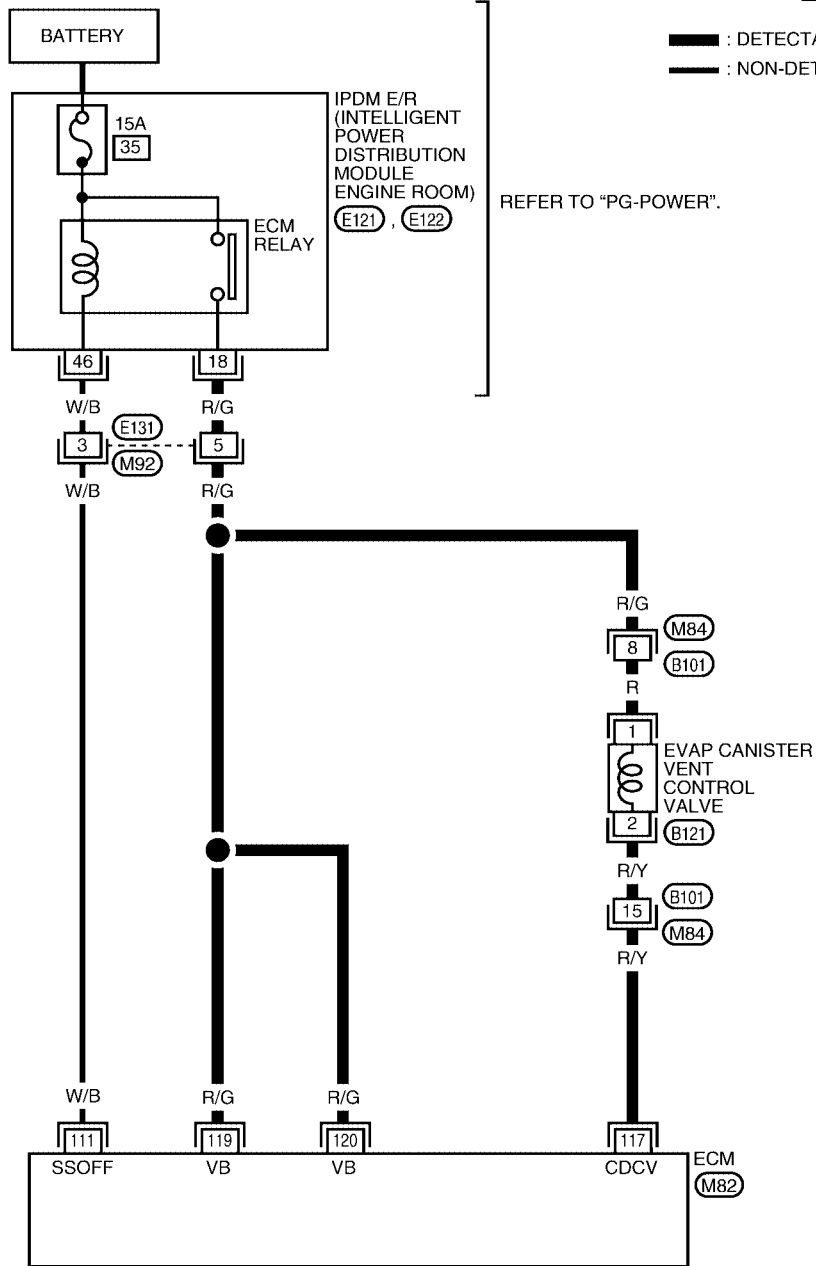 BATTERY
: DETECTA
: NON-DET
15A
35
IPDM E/R
(INTELLIGENT
POWER
DISTRIBUTION
MODULE
ENGINE ROOM)
E121 , E122
ECM
RELAY
REFER TO “PG-POWER”.
46
18
W/B
R/G
3
E131
M92
5
W/B
R/G
R/G
8
M84
B101
R
1
EVAP CANISTER
VENT
CONTROL
VALVE
2
B121
R/Y
15
B101
M84
R/Y
W/B
R/G
R/G
111
119
120
117
SSOFF
VB
VB
CDCV
ECM
M82